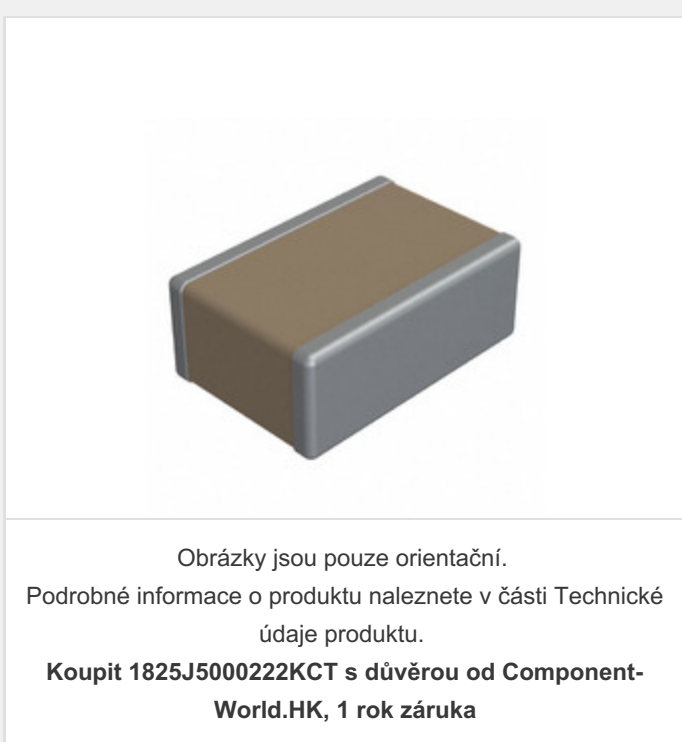 Obrázky jsou pouze orientační.
Podrobné informace o produktu naleznete v části Technické
údaje produktu.
Koupit 1825J5000222KCT s důvěrou od Component-
World.HK, 1 rok záruka